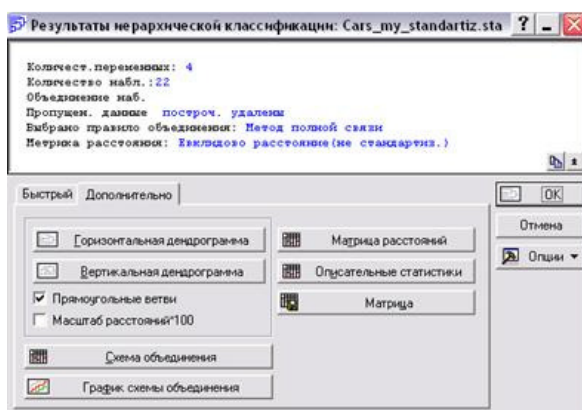 Результаты иерархической классификации: Cars_my_standartiz.sta
Количест.переменных: 4
Количество набл.:22
Объединение наб.
Пропущен. данные построч. удалены
Выбрано правило объединения: Метод полной связи
Метрика расстояния: Евклидово расстояние(не стандартиз.)
Быстрый Дополнительно
OK
Отмена
Опции
Горизонтальная дендрограмма
Матрица расстояний
Вертикальная дендрограмма
Описательные статистики
Прямоугольные ветви
Матрица
Масштаб расстояний*100
Схема объединения
График схемы объединения